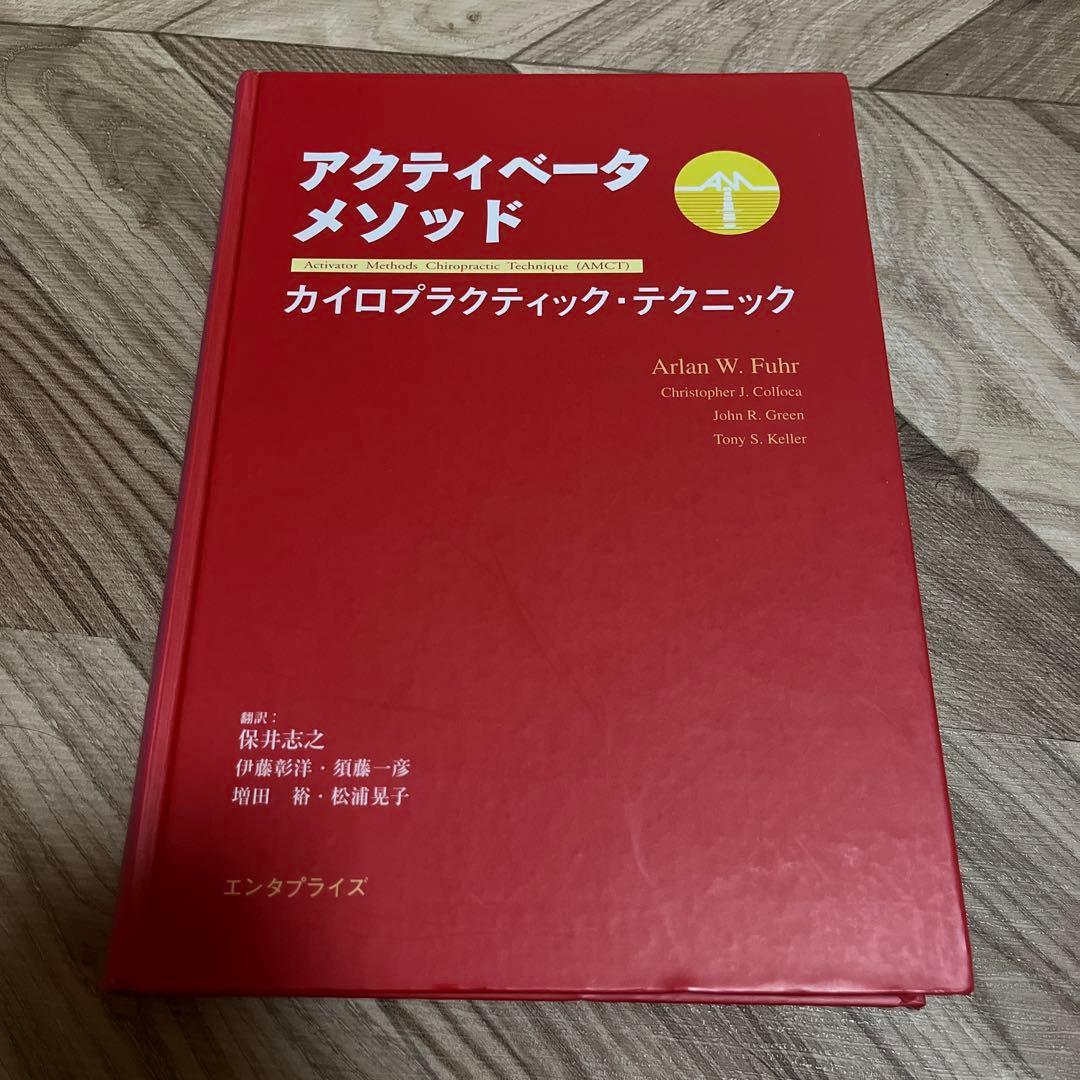 アクティベータ
メソッド
Activator Methods Chiropractic Technique (AMCT)
カイロプラクティック・テクニック
Arlan W. Fuhr
Christopher J. Colloca
John R. Green
Tony S. Keller
翻訳：
保井志之
伊藤彰洋・須藤一彦
増田　裕・松浦晃子
エンタプライズ